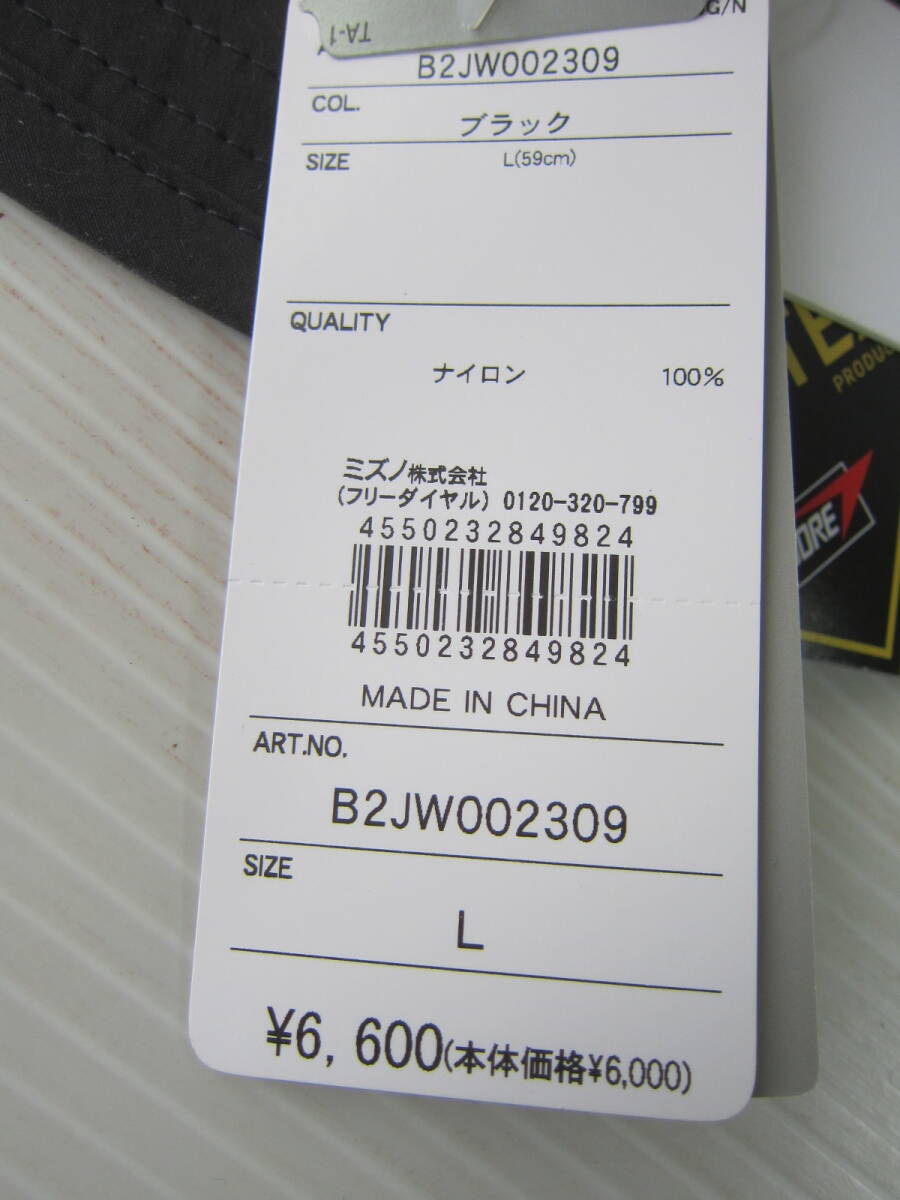 G/N
TA-1
B2JW002309
COL.
ブラック
SIZE
L(59cm)
QUALITY
ナイロン 100%
ミズノ株式会社
(フリーダイヤル) 0120-320-799
4550232849824
4550232849824
MADE IN CHINA
ART.NO.
B2JW002309
SIZE
L
¥6,600(本体価格¥6,000)